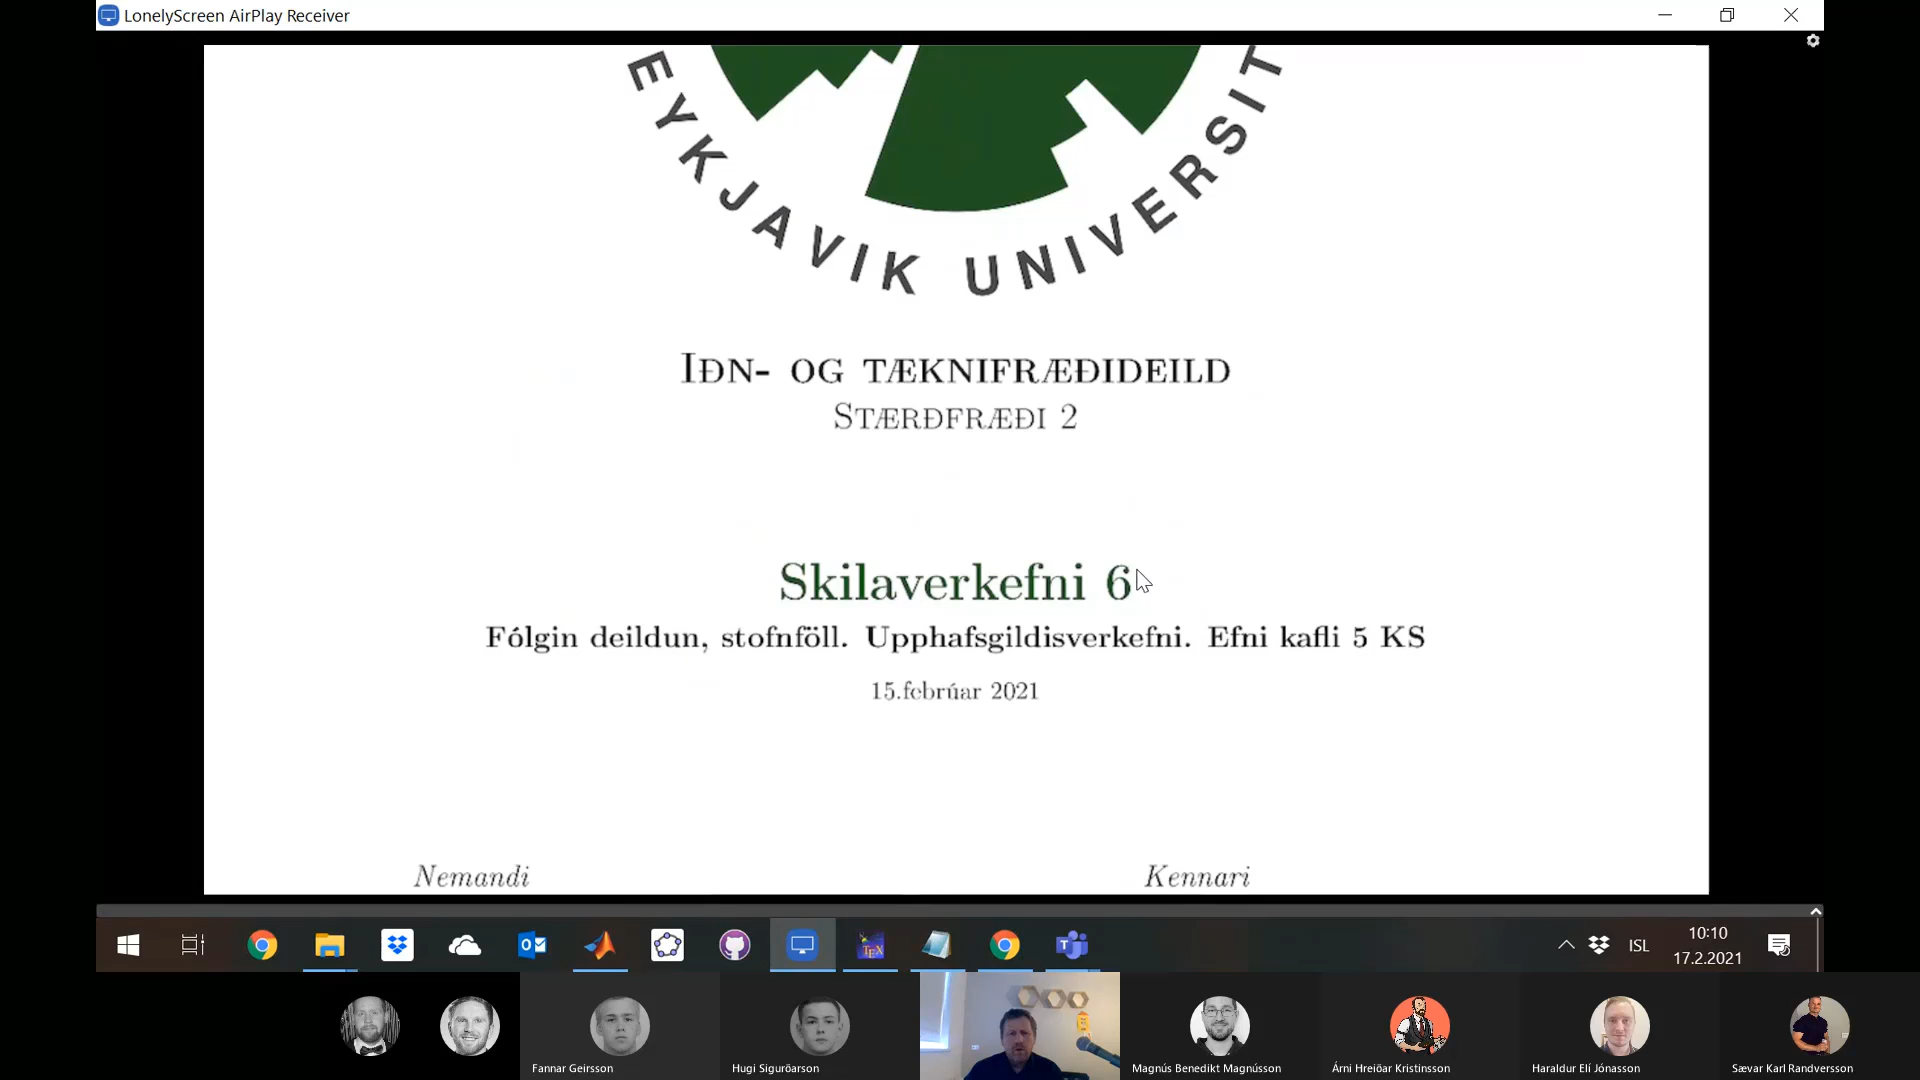 LonelyScreen AirPlay Receiver
EYKJAVIK UNIVERSIT
IÐN- OG TÆKNIFRÆÐIDEILD
STÆRÐFRÆÐI 2
Skilaverkefni 6
Fólgin deildun, stofnföll. Upphafsgildisverkefni. Efni kafli 5 KS
15.febrúar 2021
Nemandi
Kennari
ISL
10:10
17.2.2021
Fannar Geirsson
Hugi Sigurðarson
Magnús Benedikt Magnússon
Árni Hreiðar Kristinsson
Haraldur Elí Jónasson
Sævar Karl Randversson